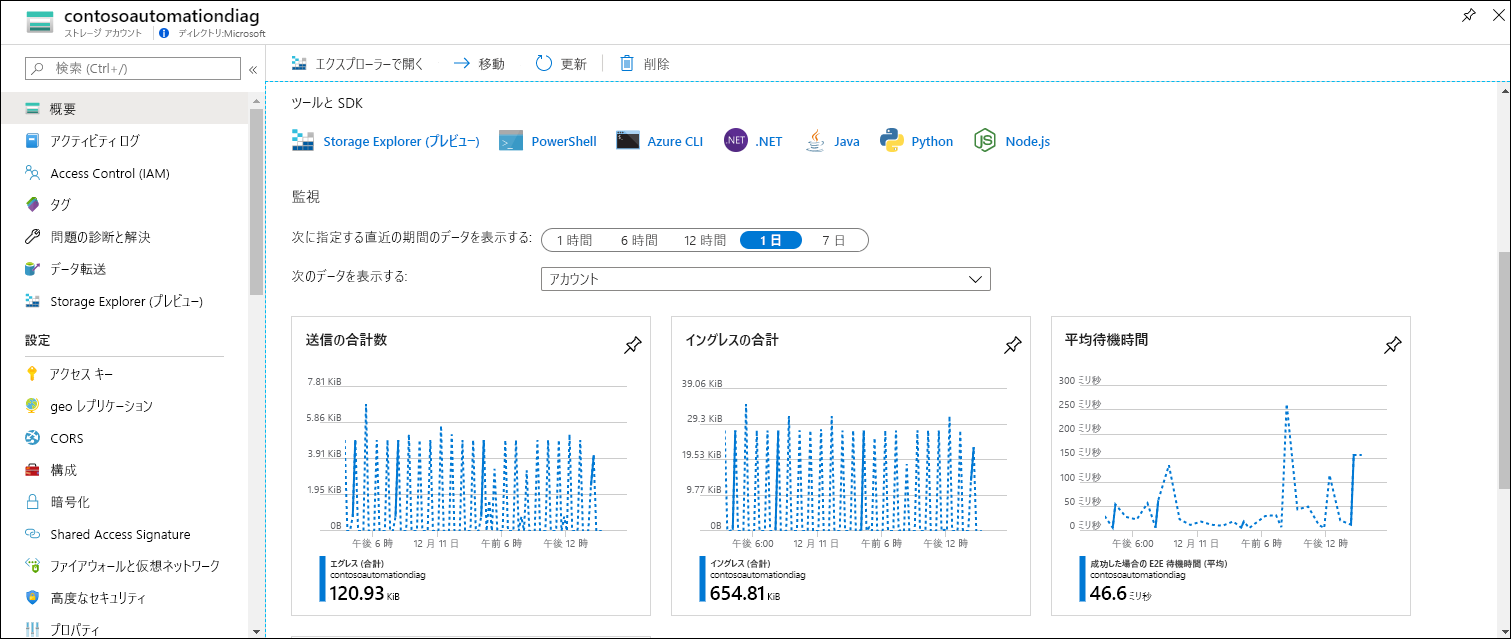 contosoautomationdiag
ストレージ アカウント
ディレクトリ:Microsoft
検索 (Ctrl+/)
«
概要
アクティビティ ログ
Access Control (IAM)
タグ
問題の診断と解決
データ転送
Storage Explorer (プレビュー)
設定
アクセス キー
geo レプリケーション
CORS
構成
暗号化
Shared Access Signature
ファイアウォールと仮想ネットワーク
高度なセキュリティ
プロパティ
エクスプローラーで開く
移動
更新
削除
ツールと SDK
Storage Explorer (プレビュー)
PowerShell
Azure CLI
.NET
.NET
Java
Python
Node.js
監視
次に指定する直近の期間のデータを表示する:
1 時間
6 時間
12 時間
1 日
7 日
次のデータを表示する:
アカウント
送信の合計数
7.81 KiB
5.86 KiB
3.91 KiB
1.95 KiB
0B
午後 6 時
12 月 11 日
午前 6 時
午後 12 時
エグレス (合計)
contosoautomationdiag
120.93 KiB
イングレスの合計
39.06 KiB
29.3 KiB
19.53 KiB
9.77 KiB
0B
午後 6:00
12 月 11 日
午前 6 時
午後 12 時
イングレス (合計)
contosoautomationdiag
654.81 KiB
平均待機時間
300 ミリ秒
250 ミリ秒
200 ミリ秒
150 ミリ秒
100 ミリ秒
50 ミリ秒
0 ミリ秒
午後 6:00
12 月 11 日
午前 6 時
午後 12 時
成功した場合の E2E 待機時間 (平均)
contosoautomationdiag
46.6 ミリ秒